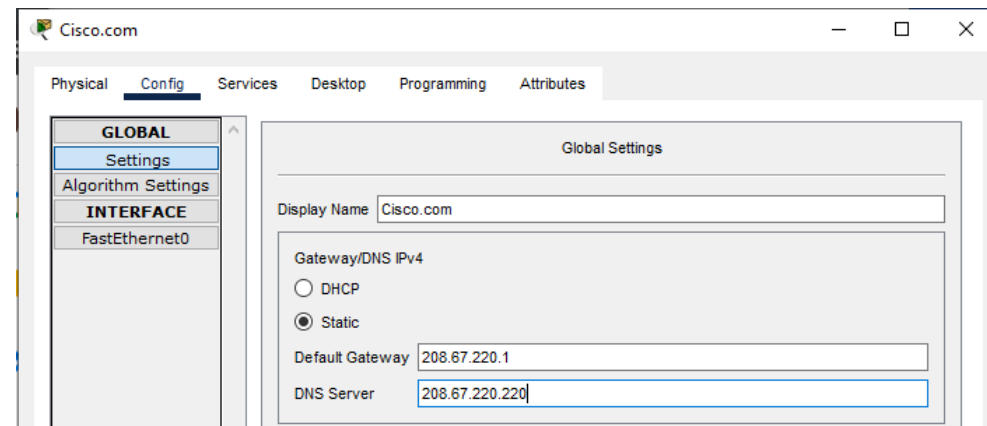 Cisco.com
Physical Config Services Desktop Programming Attributes
GLOBAL
Settings
Algorithm Settings
INTERFACE
FastEthernet0
Global Settings
Display Name Cisco.com
Gateway/DNS IPv4
DHCP
Static
Default Gateway 208.67.220.1
DNS Server 208.67.220.220